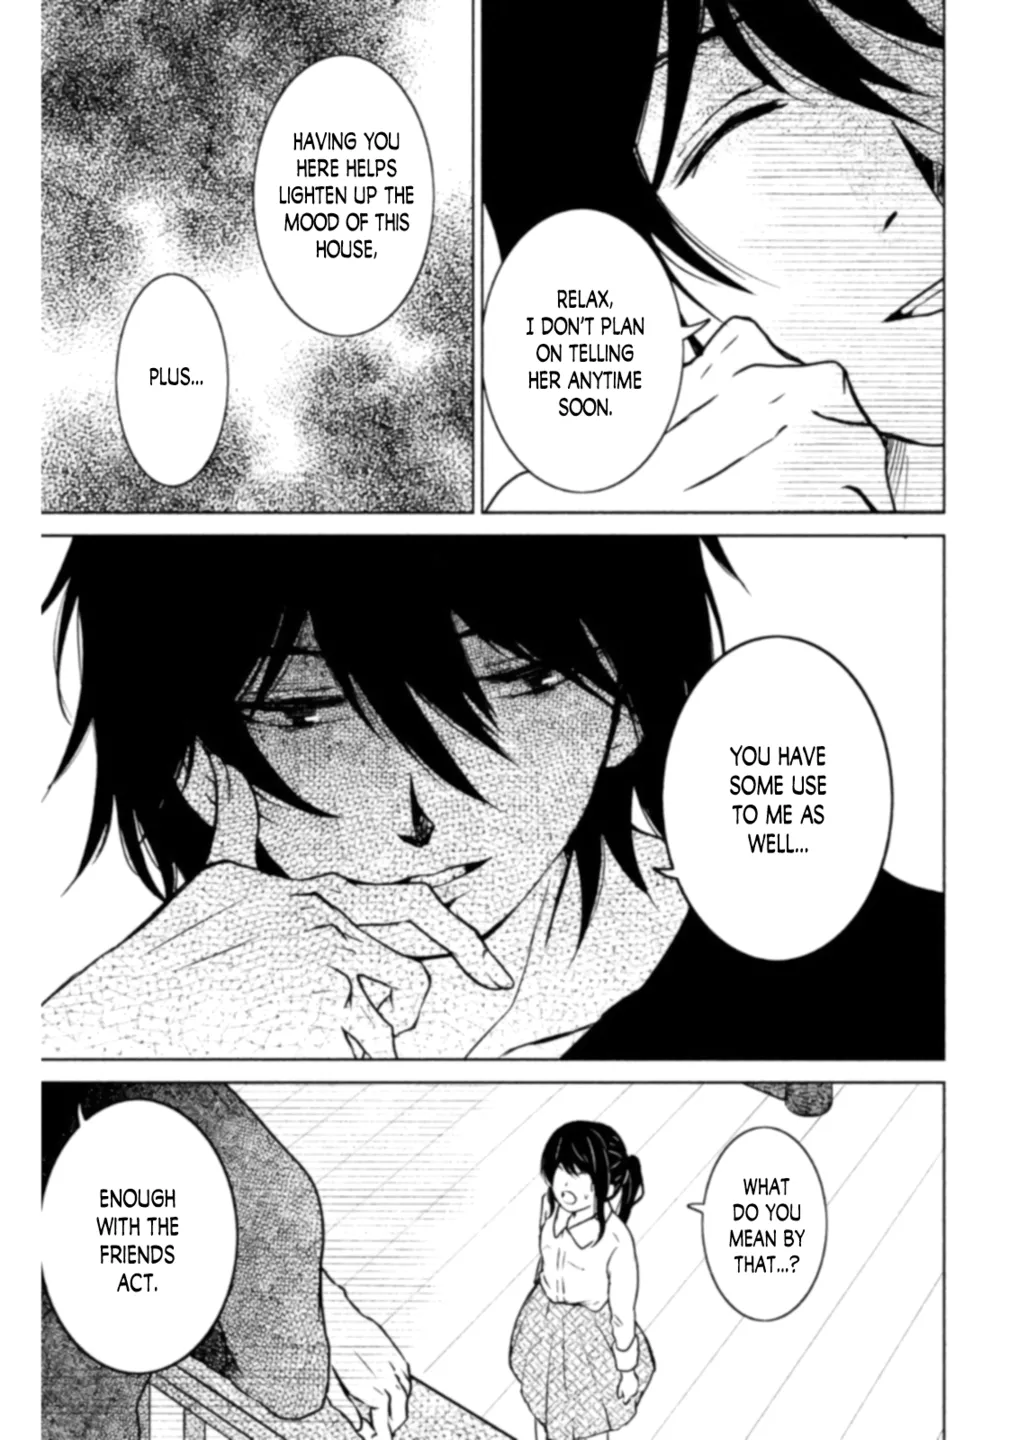 RELAX,
I DON'T PLAN
ON TELLING
HER ANYTIME
SOON.
HAVING YOU
HERE HELPS
LIGHTEN UP THE
MOOD OF THIS
HOUSE,
PLUS...
YOU HAVE
SOME USE
TO ME AS
WELL...
WHAT
DO YOU
MEAN BY
THAT...?
ENOUGH
WITH THE
FRIENDS
ACT.